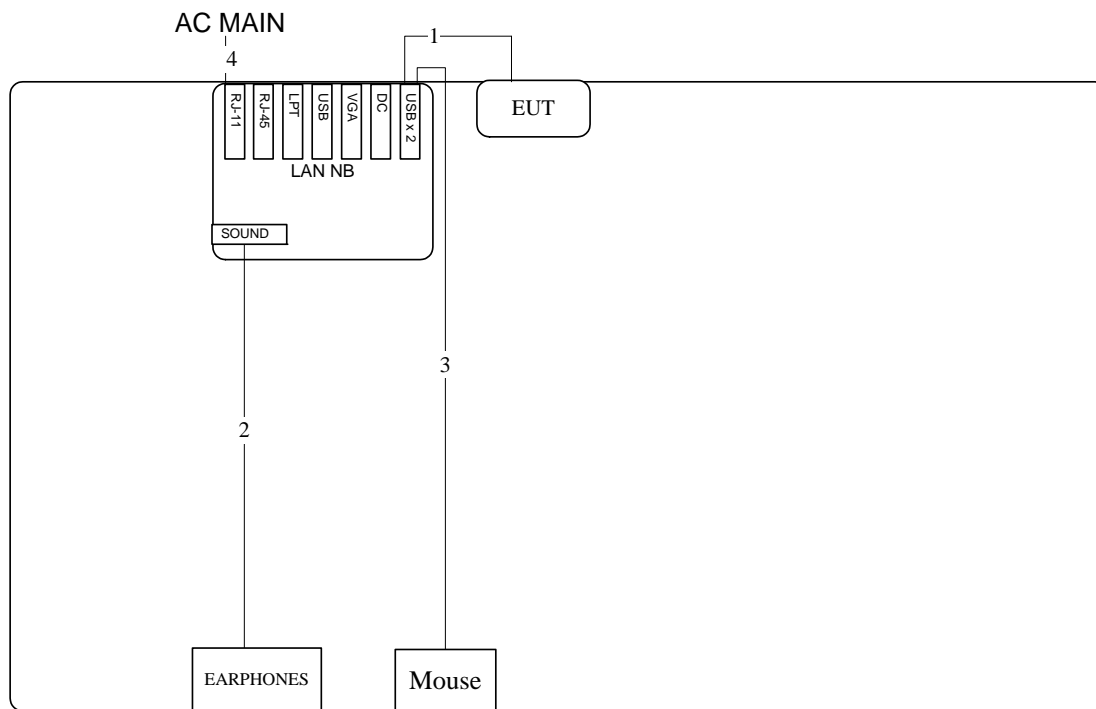 AC MAIN
1
4
RJ-11
RJ-45
LPT
USB
VGA
DC
USB x 2
EUT
LAN NB
SOUND
3
2
EARPHONES
Mouse